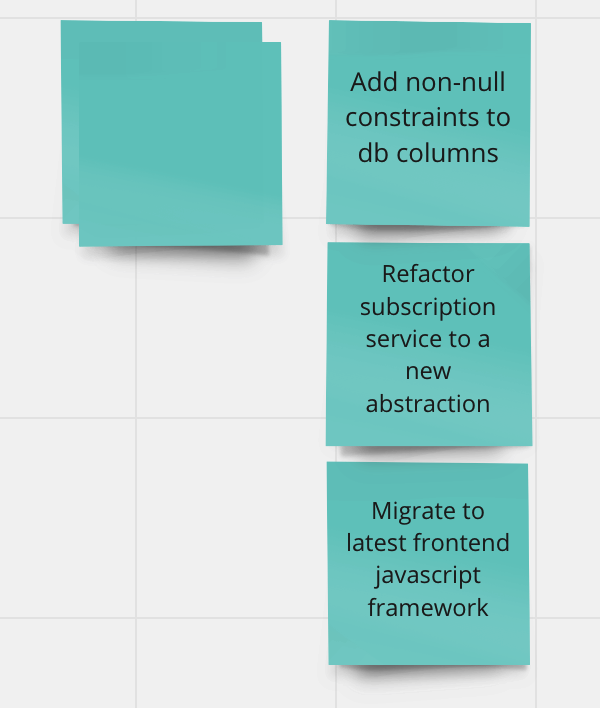 Add non-null
constraints to
db columns
Refactor
subscription
service to a
new
abstraction
Migrate to
latest frontend
javascript
framework